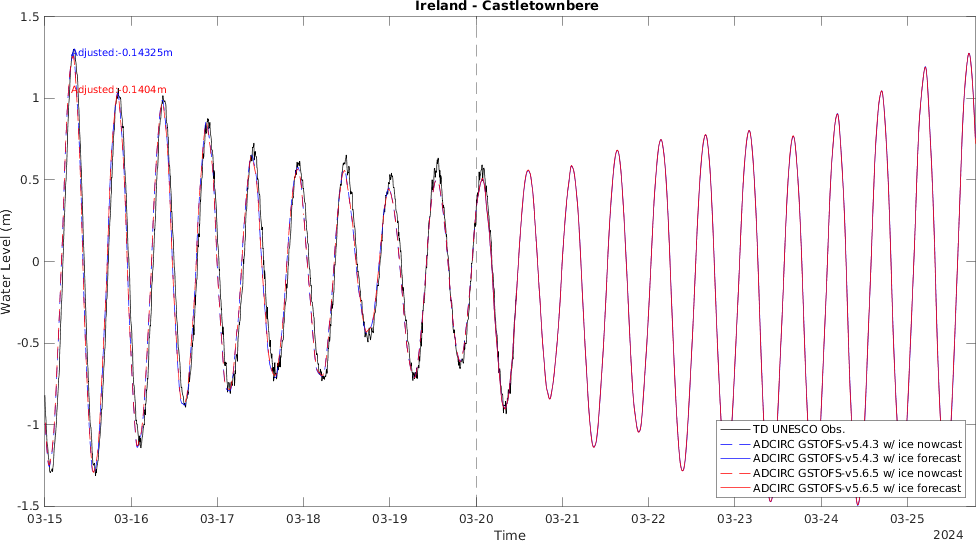 Ireland - Castletownbere
1.5
1
0.5
0
-0.5
-1
-1.5
Water Level (m)
Adjusted:-0.14325m
Adjusted:-0.1404m
TD UNESCO Obs.
ADCIRC GSTOFS-v5.4.3 w/ ice nowcast
ADCIRC GSTOFS-v5.4.3 w/ ice forecast
ADCIRC GSTOFS-v5.6.5 w/ ice nowcast
ADCIRC GSTOFS-v5.6.5 w/ ice forecast
03-15 03-16 03-17 03-18 03-19 03-20 03-21 03-22 03-23 03-24 03-25
Time
2024